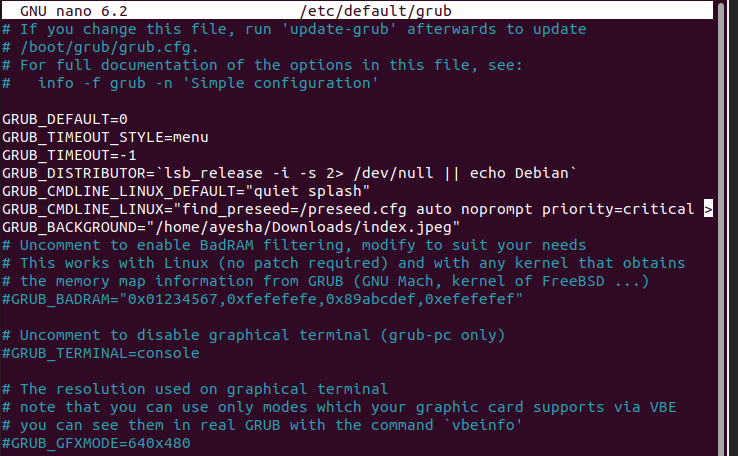 GNU nano 6.2 /etc/default/grub
# If you change this file, run 'update-grub' afterwards to update
# /boot/grub/grub.cfg.
# For full documentation of the options in this file, see:
#   info -f grub -n 'Simple configuration'
GRUB_DEFAULT=0
GRUB_TIMEOUT_STYLE=menu
GRUB_TIMEOUT=-1
GRUB_DISTRIBUTOR=`lsb_release -i -s 2> /dev/null || echo Debian`
GRUB_CMDLINE_LINUX_DEFAULT="quiet splash"
GRUB_CMDLINE_LINUX="find_preseed=/preseed.cfg auto noprompt priority=critical >
GRUB_BACKGROUND="/home/ayesha/Downloads/index.jpeg"
# Uncomment to enable BadRAM filtering, modify to suit your needs
# This works with Linux (no patch required) and with any kernel that obtains
# the memory map information from GRUB (GNU Mach, kernel of FreeBSD ...)
#GRUB_BADRAM="0x01234567,0xfefefefe,0x89abcdef,0xefefefef"
# Uncomment to disable graphical terminal (grub-pc only)
#GRUB_TERMINAL=console
# The resolution used on graphical terminal
# note that you can use only modes which your graphic card supports via VBE
# you can see them in real GRUB with the command `vbeinfo'
#GRUB_GFXMODE=640x480